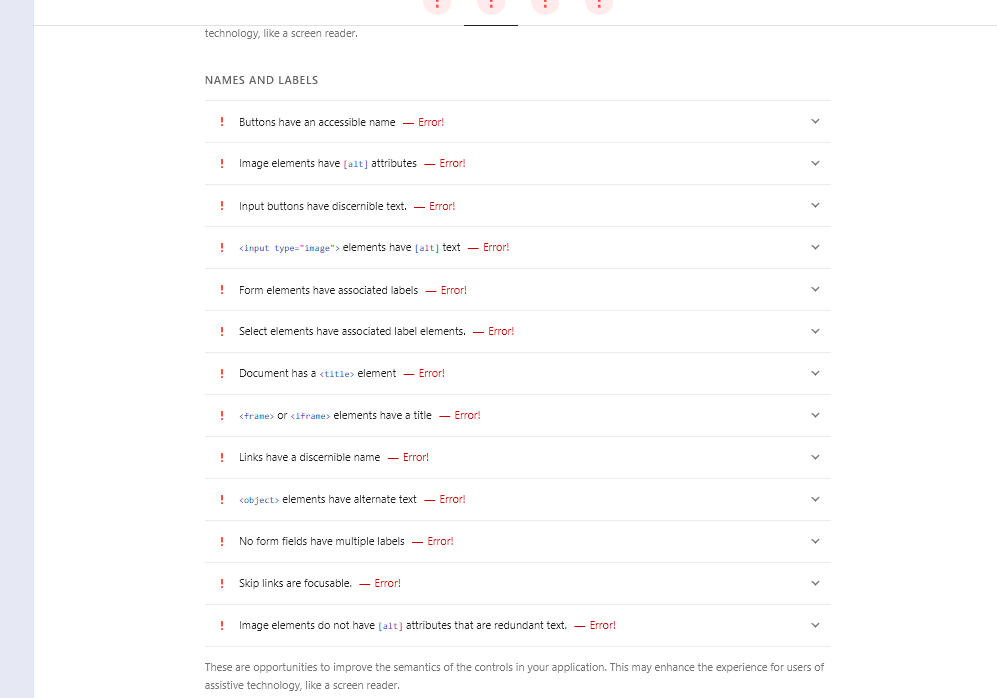 technology, like a screen reader.
NAMES AND LABELS
! Buttons have an accessible name — Error!
! Image elements have [alt] attributes — Error!
! Input buttons have discernible text. — Error!
! <input type="image"> elements have [alt] text — Error!
! Form elements have associated labels — Error!
! Select elements have associated label elements. — Error!
! Document has a <title> element — Error!
! <frame> or <iframe> elements have a title — Error!
! Links have a discernible name — Error!
! <object> elements have alternate text — Error!
! No form fields have multiple labels — Error!
! Skip links are focusable. — Error!
! Image elements do not have [alt] attributes that are redundant text. — Error!
These are opportunities to improve the semantics of the controls in your application. This may enhance the experience for users of
assistive technology, like a screen reader.